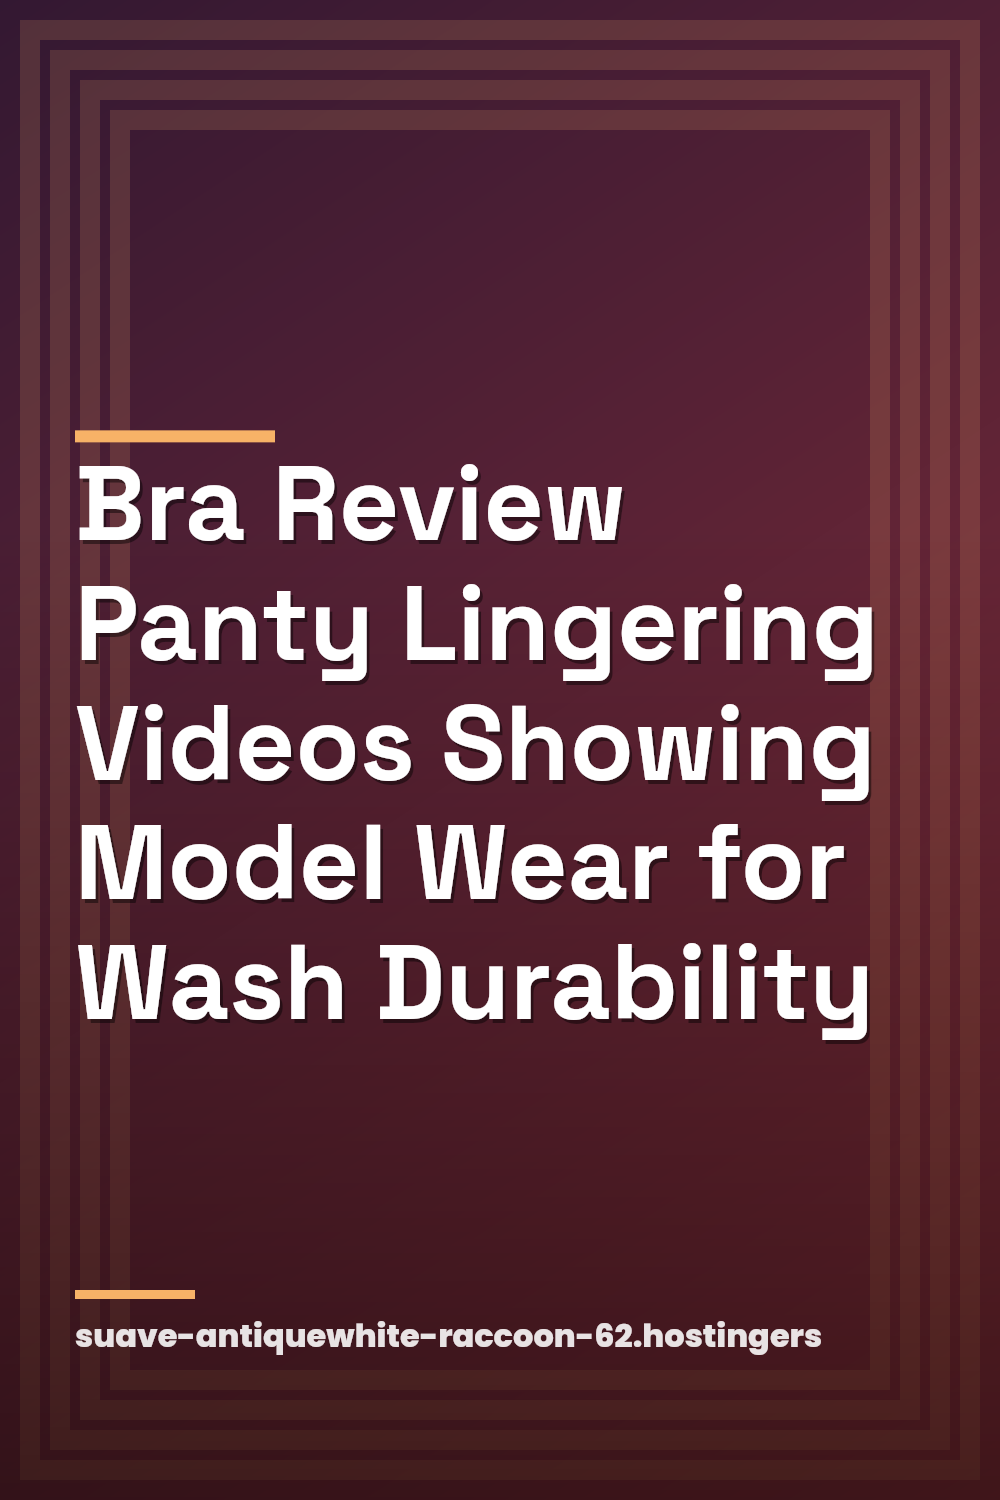 Bra Review
Panty Lingering
Videos Showing
Model Wear for
Wash Durability
suave-antiquewhite-raccoon-62.hostingers